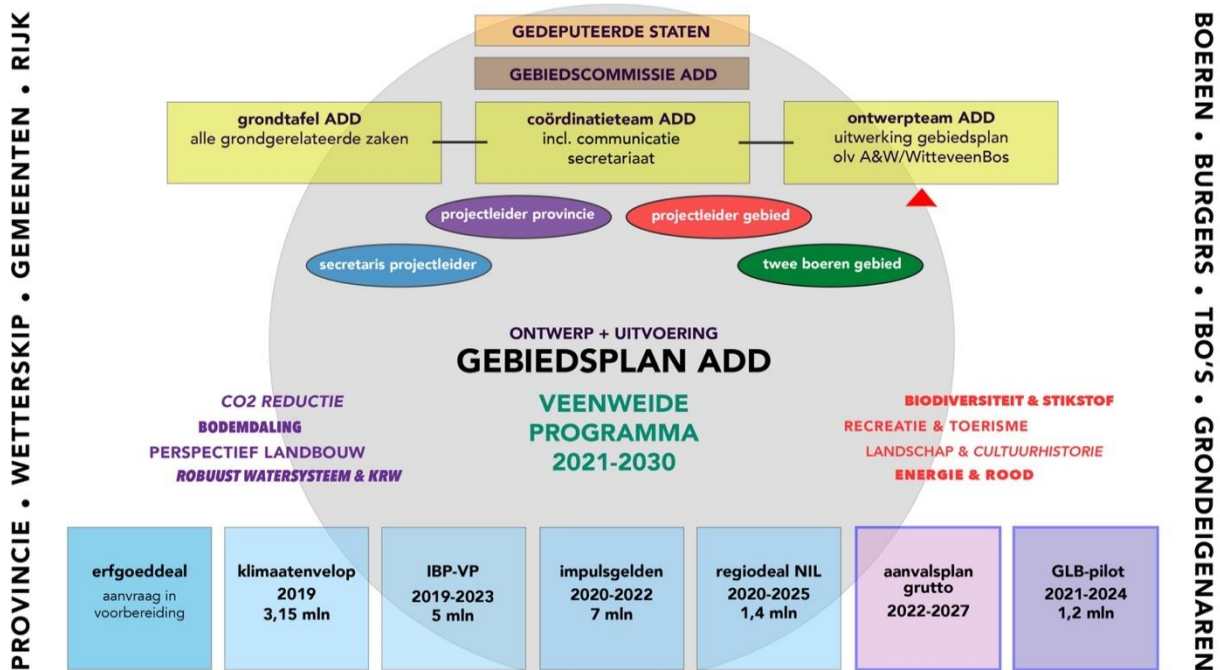 PROVINCIE • WETTERSKIP • GEMEENTEN • RIJK
GEDEPUTEERDE STATEN
GEBIEDSCOMMISSIE ADD
grondtafel ADD
alle grondgerelateerde zaken
coördinatieteam ADD
incl. communicatie
secretariaat
ontwerpteam ADD
uitwerking gebiedsplan
olv A&W/WitteveenBos
projectleider provincie
projectleider gebied
secretaris projectleider
twee boeren gebied
ONTWERP + UITVOERING
GEBIEDSPLAN ADD
VEENWEIDE
PROGRAMMA
2021-2030
CO2 REDUCTIE
BODEMDALING
PERSPECTIEF LANDBOUW
ROBUUST WATERSYSTEEM & KRW
BIODIVERSITEIT & STIKSTOF
RECREATIE & TOERISME
LANDSCHAP & CULTUURHISTORIE
ENERGIE & ROOD
erfgoeddeal
aanvraag in
voorbereiding
klimaatenvelop
2019
3,15 mln
IBP-VP
2019-2023
5 mln
impulsgelden
2020-2022
7 mln
regiodeal NIL
2020-2025
1,4 mln
aanvalsplan
grutto
2022-2027
GLB-pilot
2021-2024
1,2 mln
BOEREN • BURGERS • TBO'S • GRONDEIGENAREN